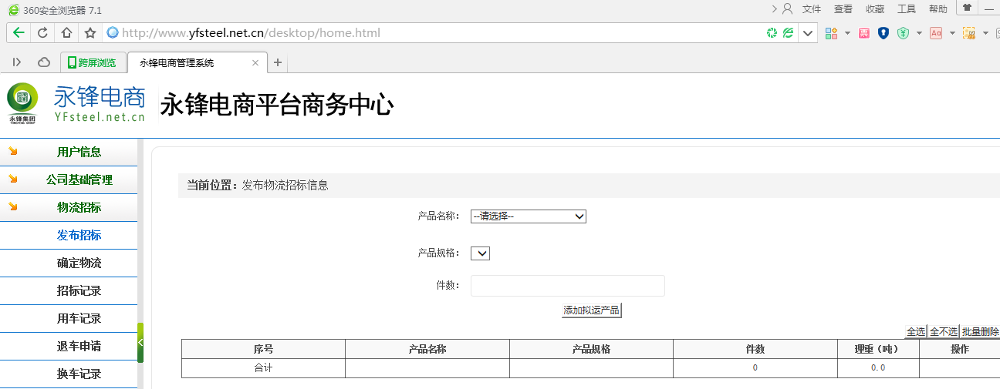 360安全浏览器 7.1
文件 查看 收藏 工具 帮助
http://www.yfsteel.net.cn/desktop/home.html
跨屏浏览 永锋电商管理系统
永锋集团
永锋电商
YFsteel.net.cn
永锋电商平台商务中心
用户信息
公司基础管理
物流招标
发布招标
确定物流
招标记录
用车记录
退车申请
换车记录
当前位置：发布物流招标信息
产品名称： --请选择--
产品规格：
件数：
添加拟运产品
全选 全不选 批量删除
序号 产品名称 产品规格 件数 理重（吨） 操作
合计 0 0.0